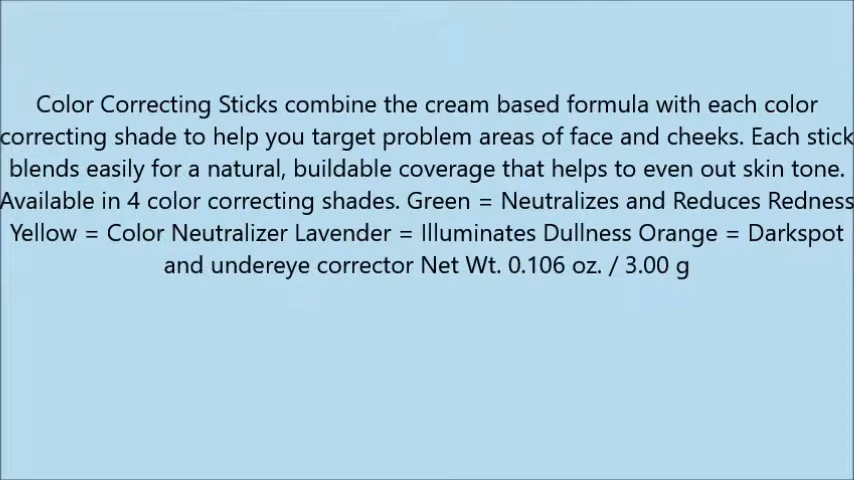 Color Correcting Sticks combine the cream based formula with each color
correcting shade to help you target problem areas of face and cheeks. Each stick
blends easily for a natural, buildable coverage that helps to even out skin tone.
Available in 4 color correcting shades. Green = Neutralizes and Reduces Redness
Yellow = Color Neutralizer Lavender = Illuminates Dullness Orange = Darkspot
and undereye corrector Net Wt. 0.106 oz. / 3.00 g